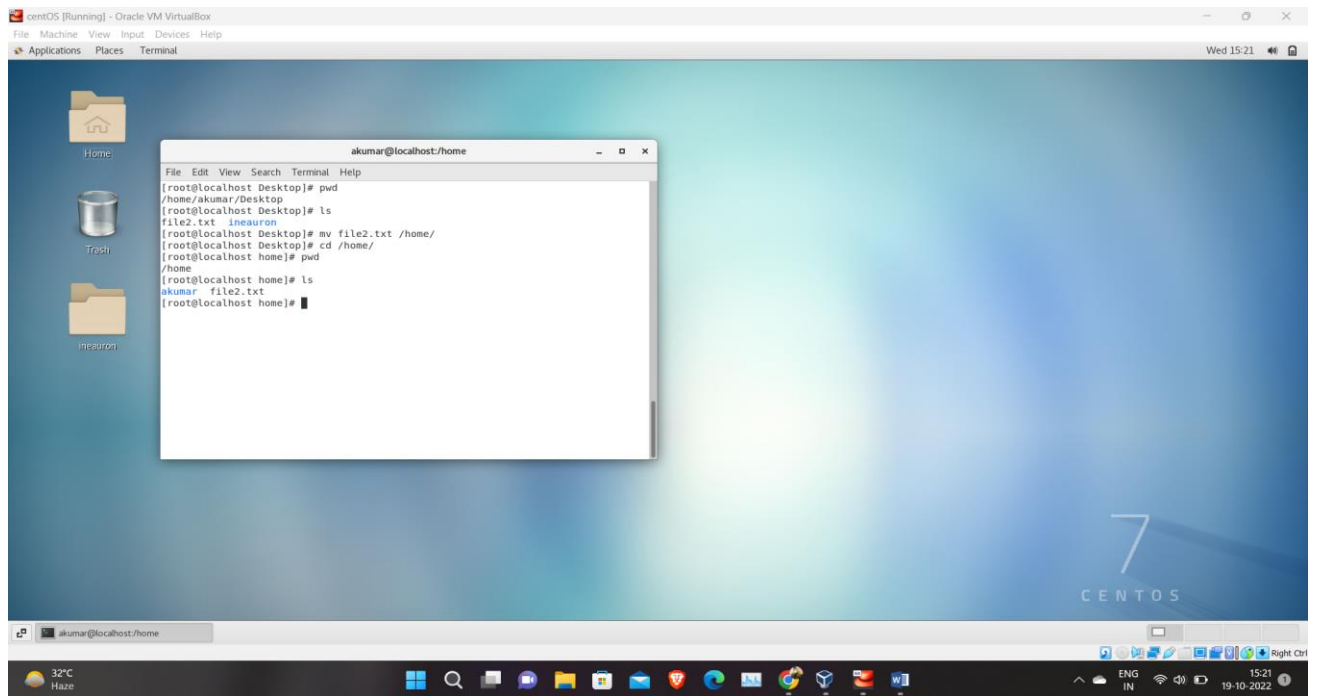 centOS [Running] - Oracle VM VirtualBox
File Machine View Input Devices Help
Applications Places Terminal
Wed 15:21
Home
Trash
ineauron
akumar@localhost:/home
File Edit View Search Terminal Help
[root@localhost Desktop]# pwd
/home/akumar/Desktop
[root@localhost Desktop]# ls
file2.txt ineauron
[root@localhost Desktop]# mv file2.txt /home/
[root@localhost Desktop]# cd /home/
[root@localhost home]# pwd
/home
[root@localhost home]# ls
akumar file2.txt
[root@localhost home]#
7
CENTOS
akumar@localhost:/home
Right Ctrl
32°C
Haze
ENG
IN
15:21
19-10-2022
1